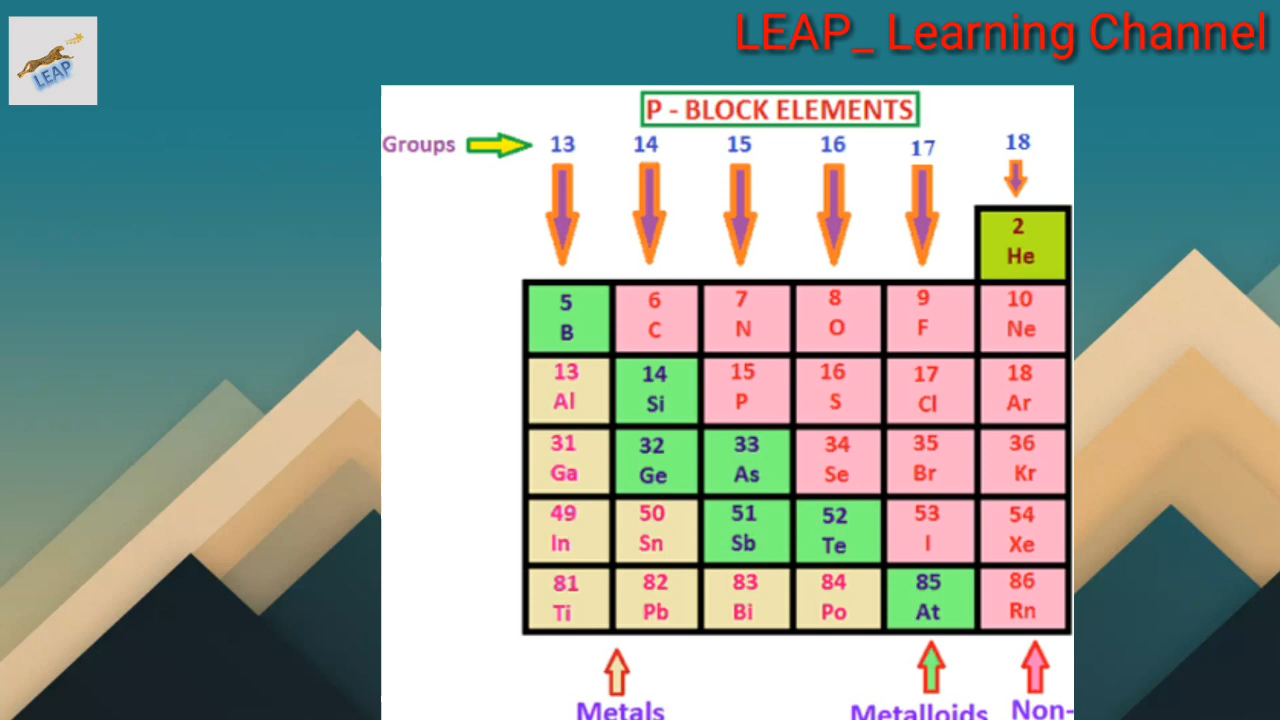 LEAP_ Learning Channel
LEAP
P - BLOCK ELEMENTS
Groups 13 14 15 16 17 18
2
He
5 6 7 8 9 10
B C N O F Ne
13 14 15 16 17 18
Al Si P S Cl Ar
31 32 33 34 35 36
Ga Ge As Se Br Kr
49 50 51 52 53 54
In Sn Sb Te I Xe
81 82 83 84 85 86
Ti Pb Bi Po At Rn
Metals Metalloids Non-